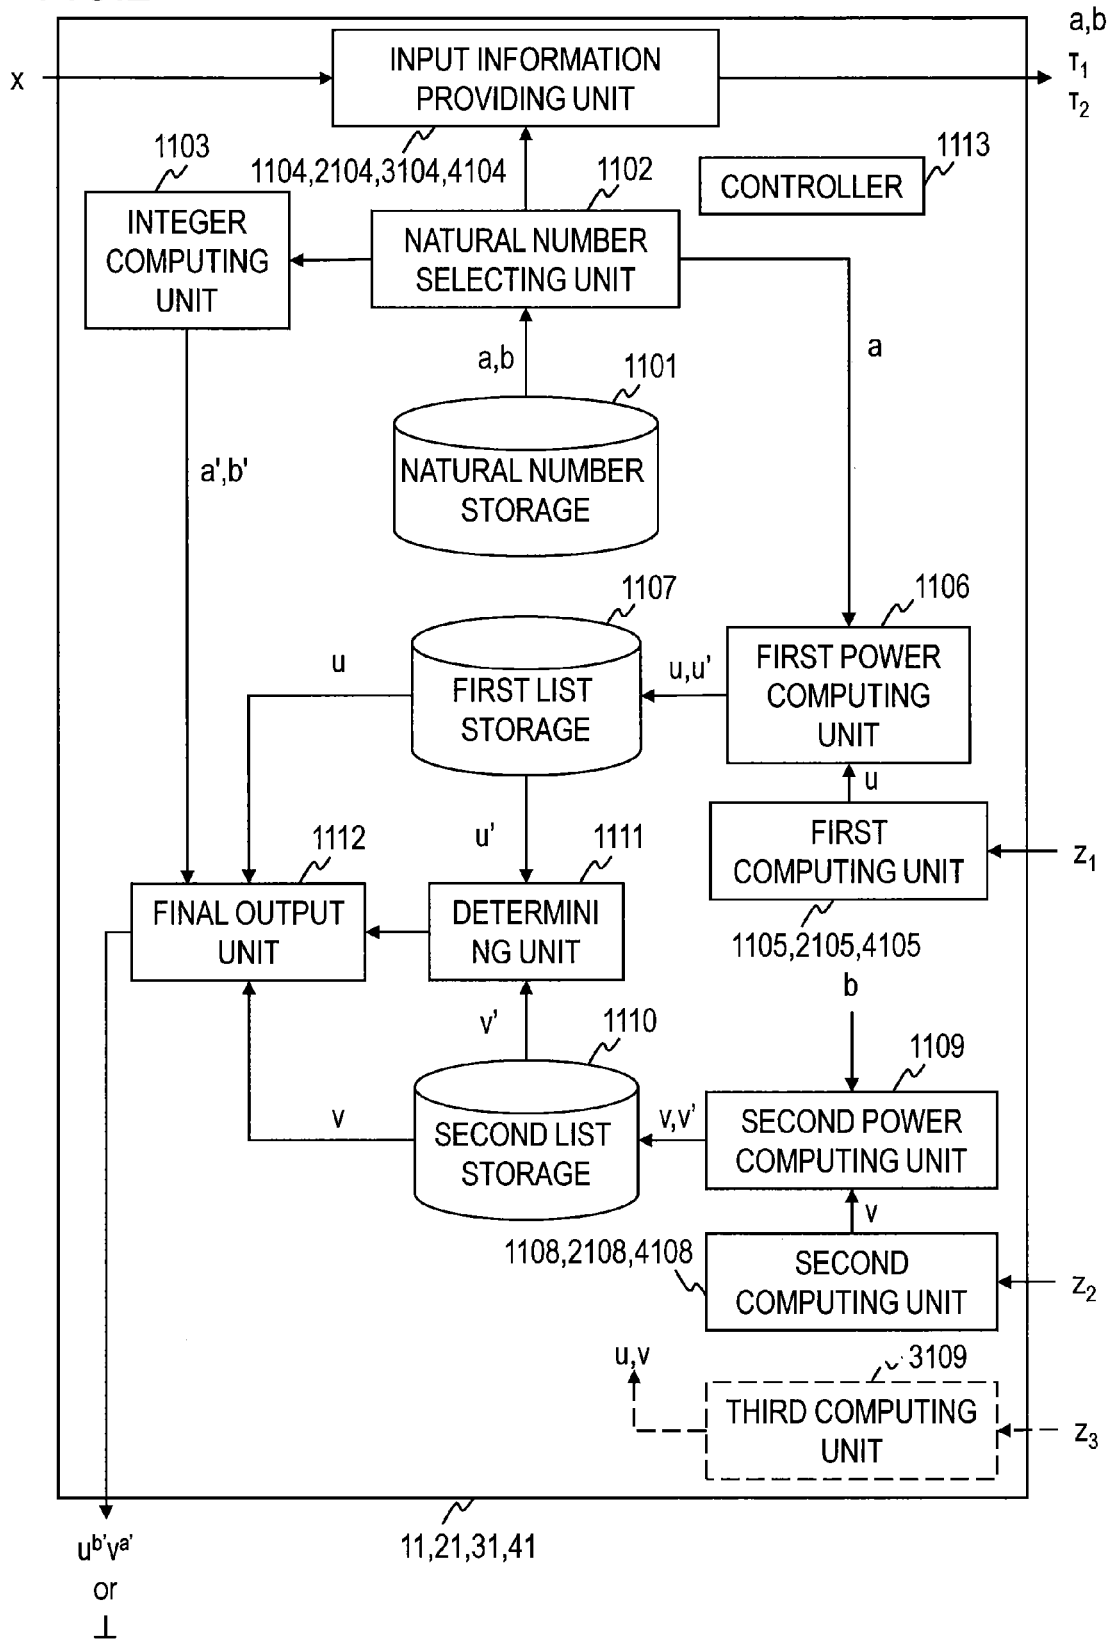 a,b
x
INPUT INFORMATION
PROVIDING UNIT
τ1
τ2
1103
1104,2104,3104,4104
1102
1113
CONTROLLER
INTEGER
COMPUTING
UNIT
NATURAL NUMBER
SELECTING UNIT
a,b
a
1101
a',b'
NATURAL NUMBER
STORAGE
1107
1106
u
FIRST LIST
STORAGE
u,u'
FIRST POWER
COMPUTING
UNIT
u
1112
u'
1111
FIRST
COMPUTING UNIT
z1
FINAL OUTPUT
UNIT
DETERMINI
NG UNIT
1105,2105,4105
b
v'
1110
1109
v
SECOND LIST
STORAGE
v,v'
SECOND POWER
COMPUTING UNIT
v
1108,2108,4108
SECOND
COMPUTING UNIT
z2
u,v
3109
THIRD COMPUTING
UNIT
z3
11,21,31,41
u^b'v^a'
or
⊥